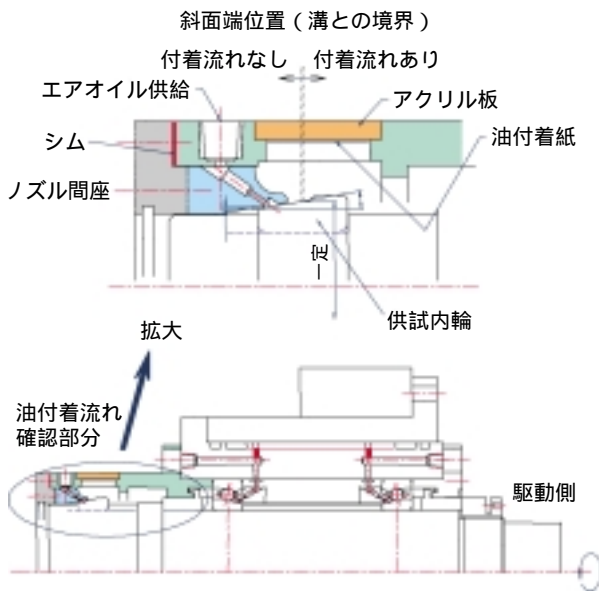 斜面端位置(溝との境界)
付着流れなし 付着流れあり
エアオイル供給
アクリル板
シム
油付着紙
ノズル間座
一定
供試内輪
拡大
油付着流れ
確認部分
駆動側